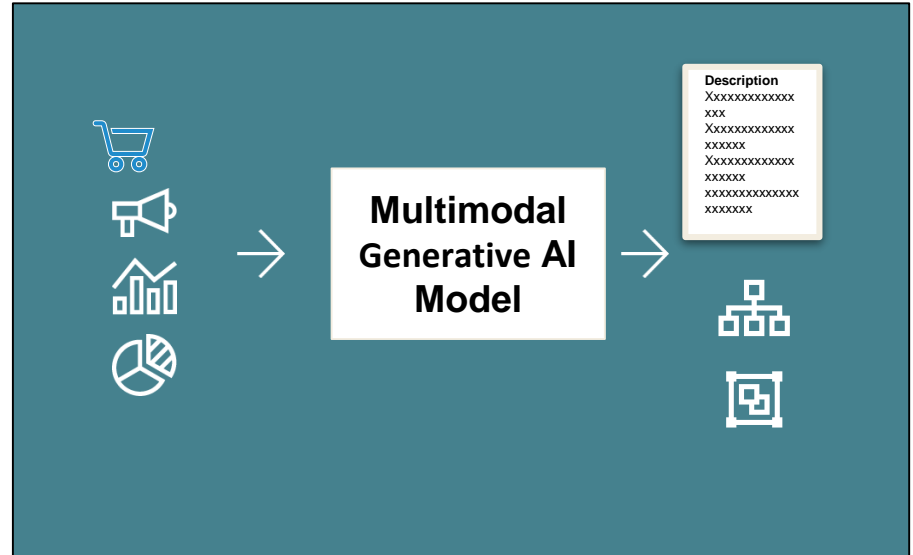 Multimodal
Generative AI
Model
Description
Xxxxxxxxxxxxx
xxx
Xxxxxxxxxxxxx
xxxxxx
Xxxxxxxxxxxxx
xxxxxx
xxxxxxxxxxxxxx
xxxxxxx